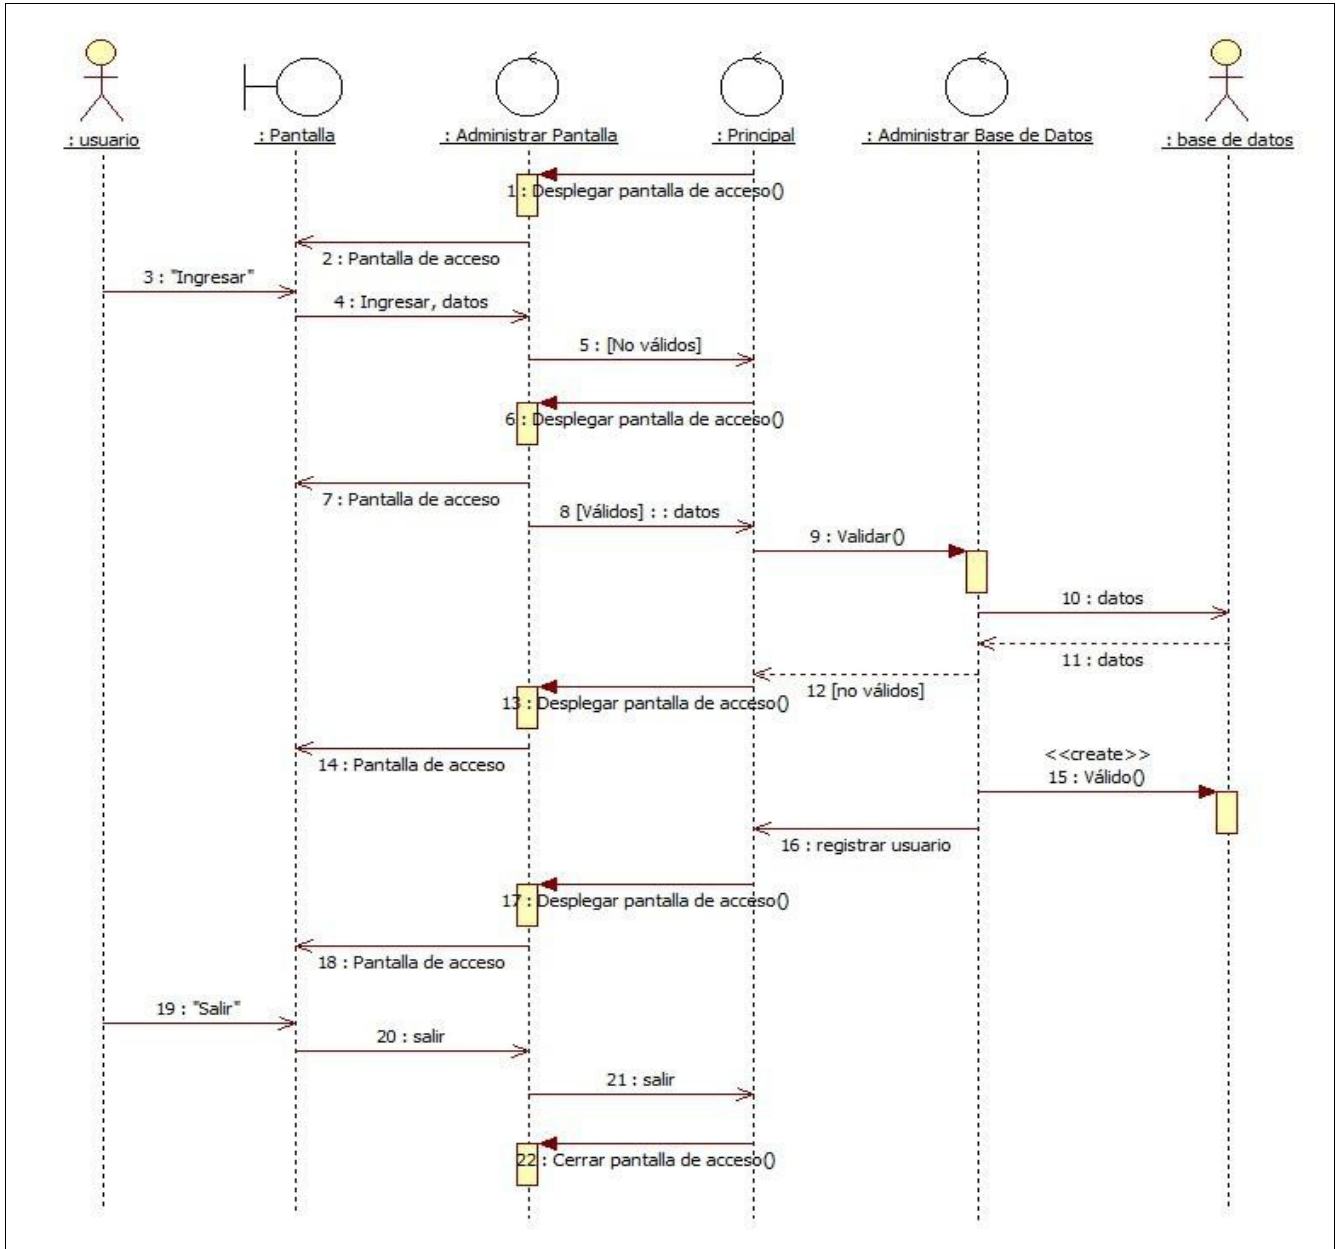 : usuario
: Pantalla
: Administrar Pantalla
: Principal
: Administrar Base de Datos
: base de datos
1 : Desplegar pantalla de acceso()
2 : Pantalla de acceso
3 : "Ingresar"
4 : Ingresar, datos
5 : [No válidos]
6 : Desplegar pantalla de acceso()
7 : Pantalla de acceso
8 [Válidos] : : datos
9 : Validar()
10 : datos
11 : datos
12 [no válidos]
13 : Desplegar pantalla de acceso()
14 : Pantalla de acceso
<<create>>
15 : Válido()
16 : registrar usuario
17 : Desplegar pantalla de acceso()
18 : Pantalla de acceso
19 : "Salir"
20 : salir
21 : salir
22 : Cerrar pantalla de acceso()